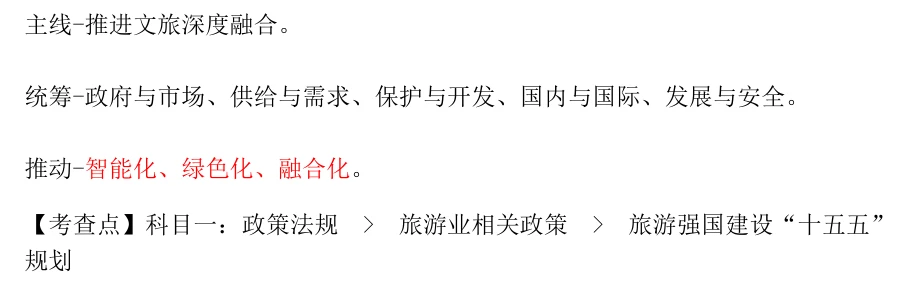 主线-推进文旅深度融合。
统筹-政府与市场、供给与需求、保护与开发、国内与国际、发展与安全。
推动-智能化、绿色化、融合化。
【考查点】科目一：政策法规 > 旅游业相关政策 > 旅游强国建设“十五五”
规划